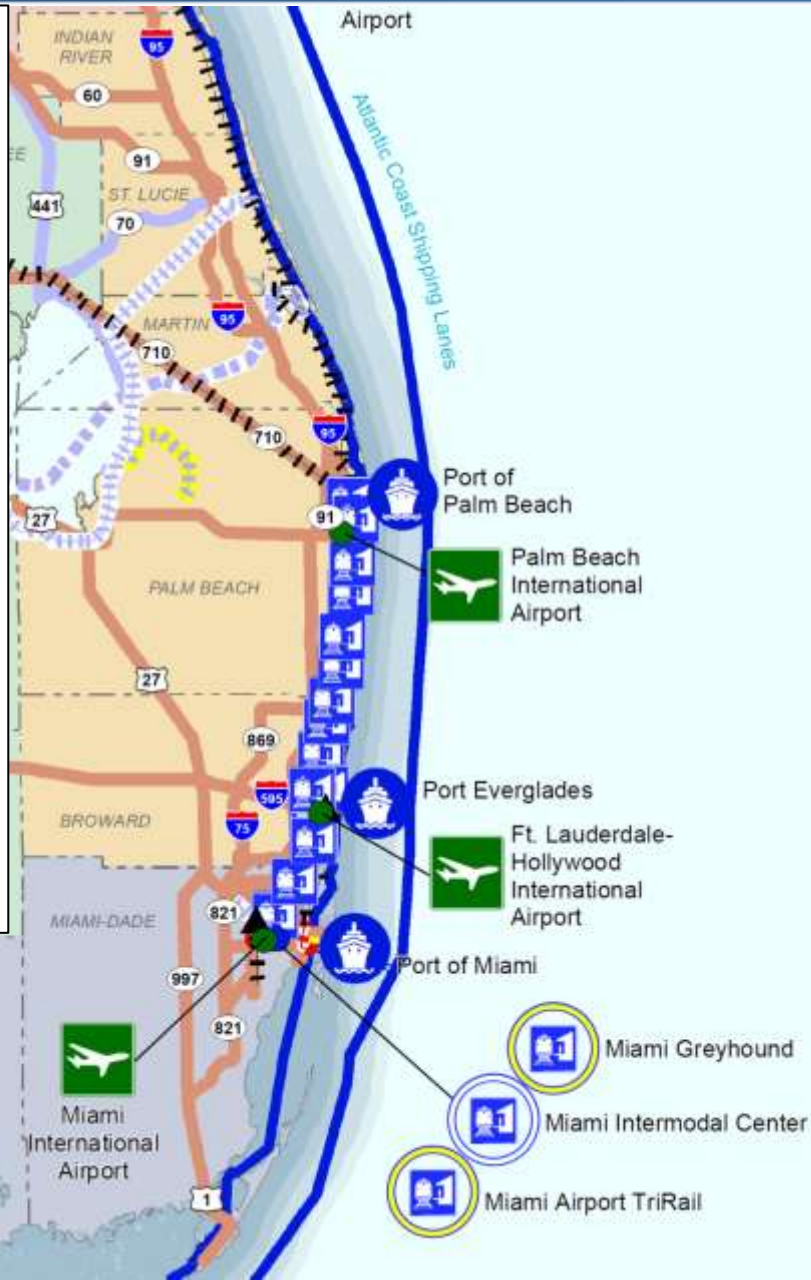 Airport
INDIAN
RIVER
95
60
Atlantic Coast Shipping Lanes
EE
91
ST. LUCIE
441
70
95
MARTIN
710
710
95
Port of
Palm Beach
27
91
Palm Beach
International
Airport
PALM BEACH
27
869
595
Port Everglades
75
BROWARD
Ft. Lauderdale-
Hollywood
International
Airport
MIAMI-DADE
821
Port of Miami
997
821
Miami Greyhound
Miami Intermodal Center
Miami
International
Airport
1
Miami Airport TriRail